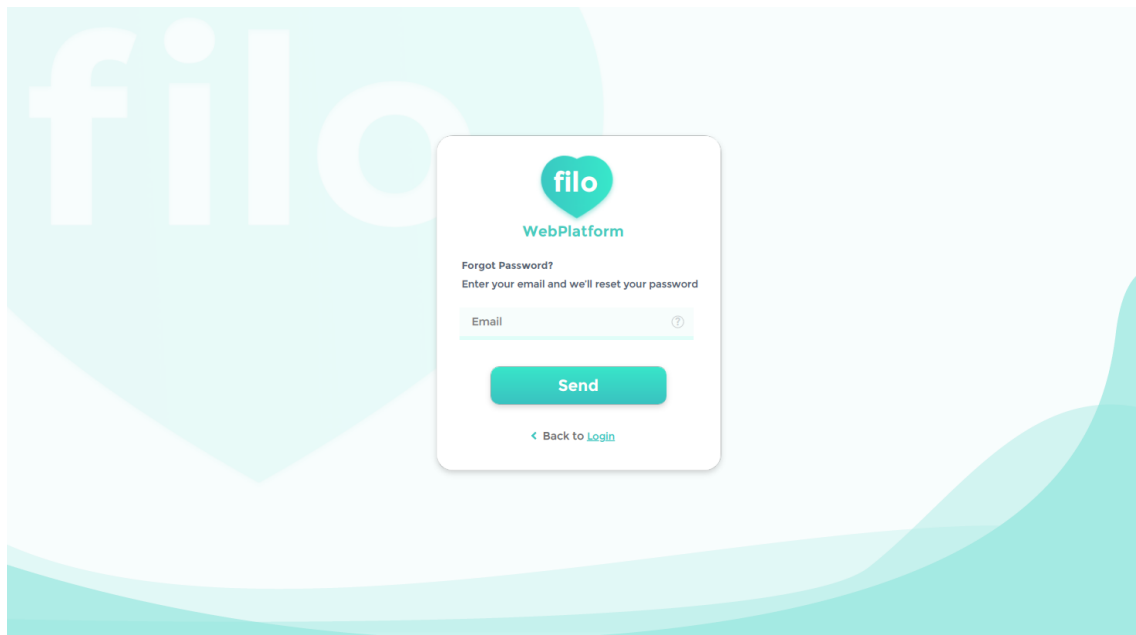 filo
filo
WebPlatform
Forgot Password?
Enter your email and we'll reset your password
Email
?
Send
< Back to Login